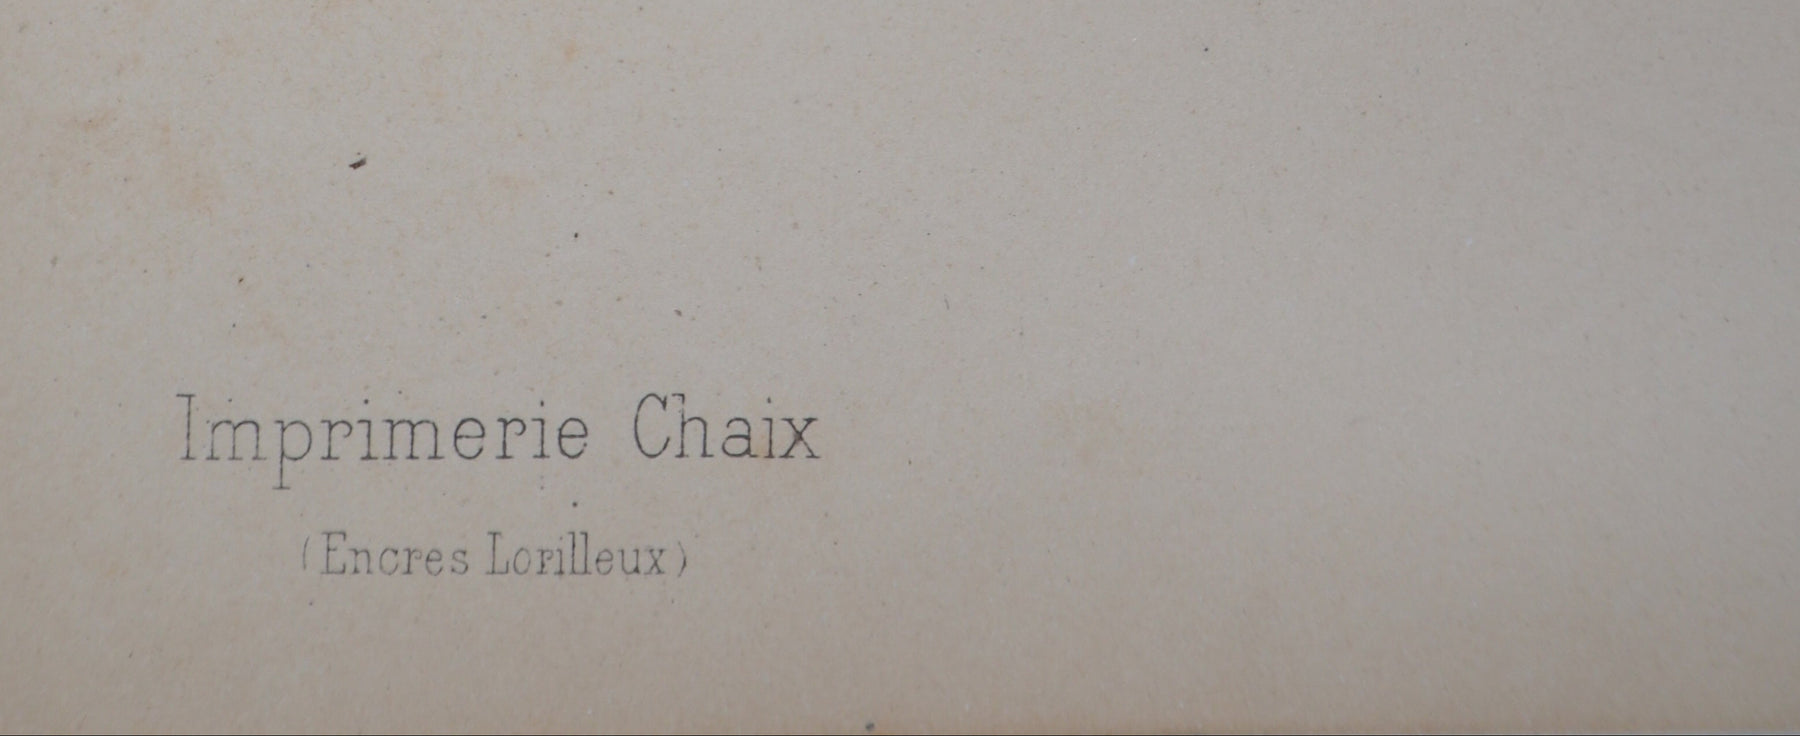 Imprimerie Chaix
(Encres Lorilleux)